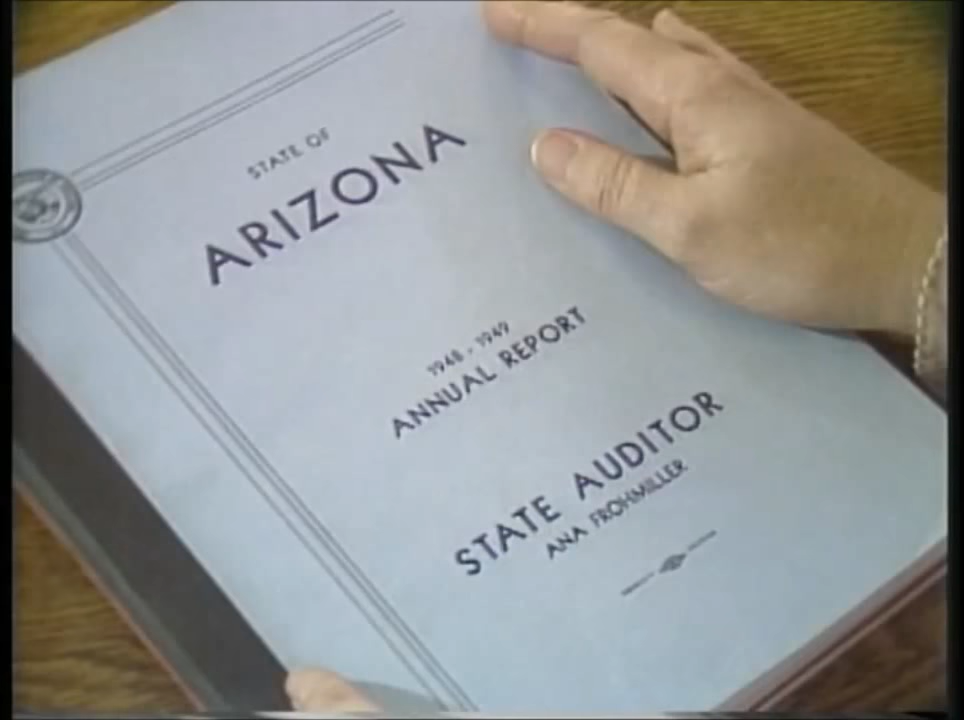 STATE OF
ARIZONA
1948-1949
ANNUAL REPORT
STATE AUDITOR
ANA FROHMILLER